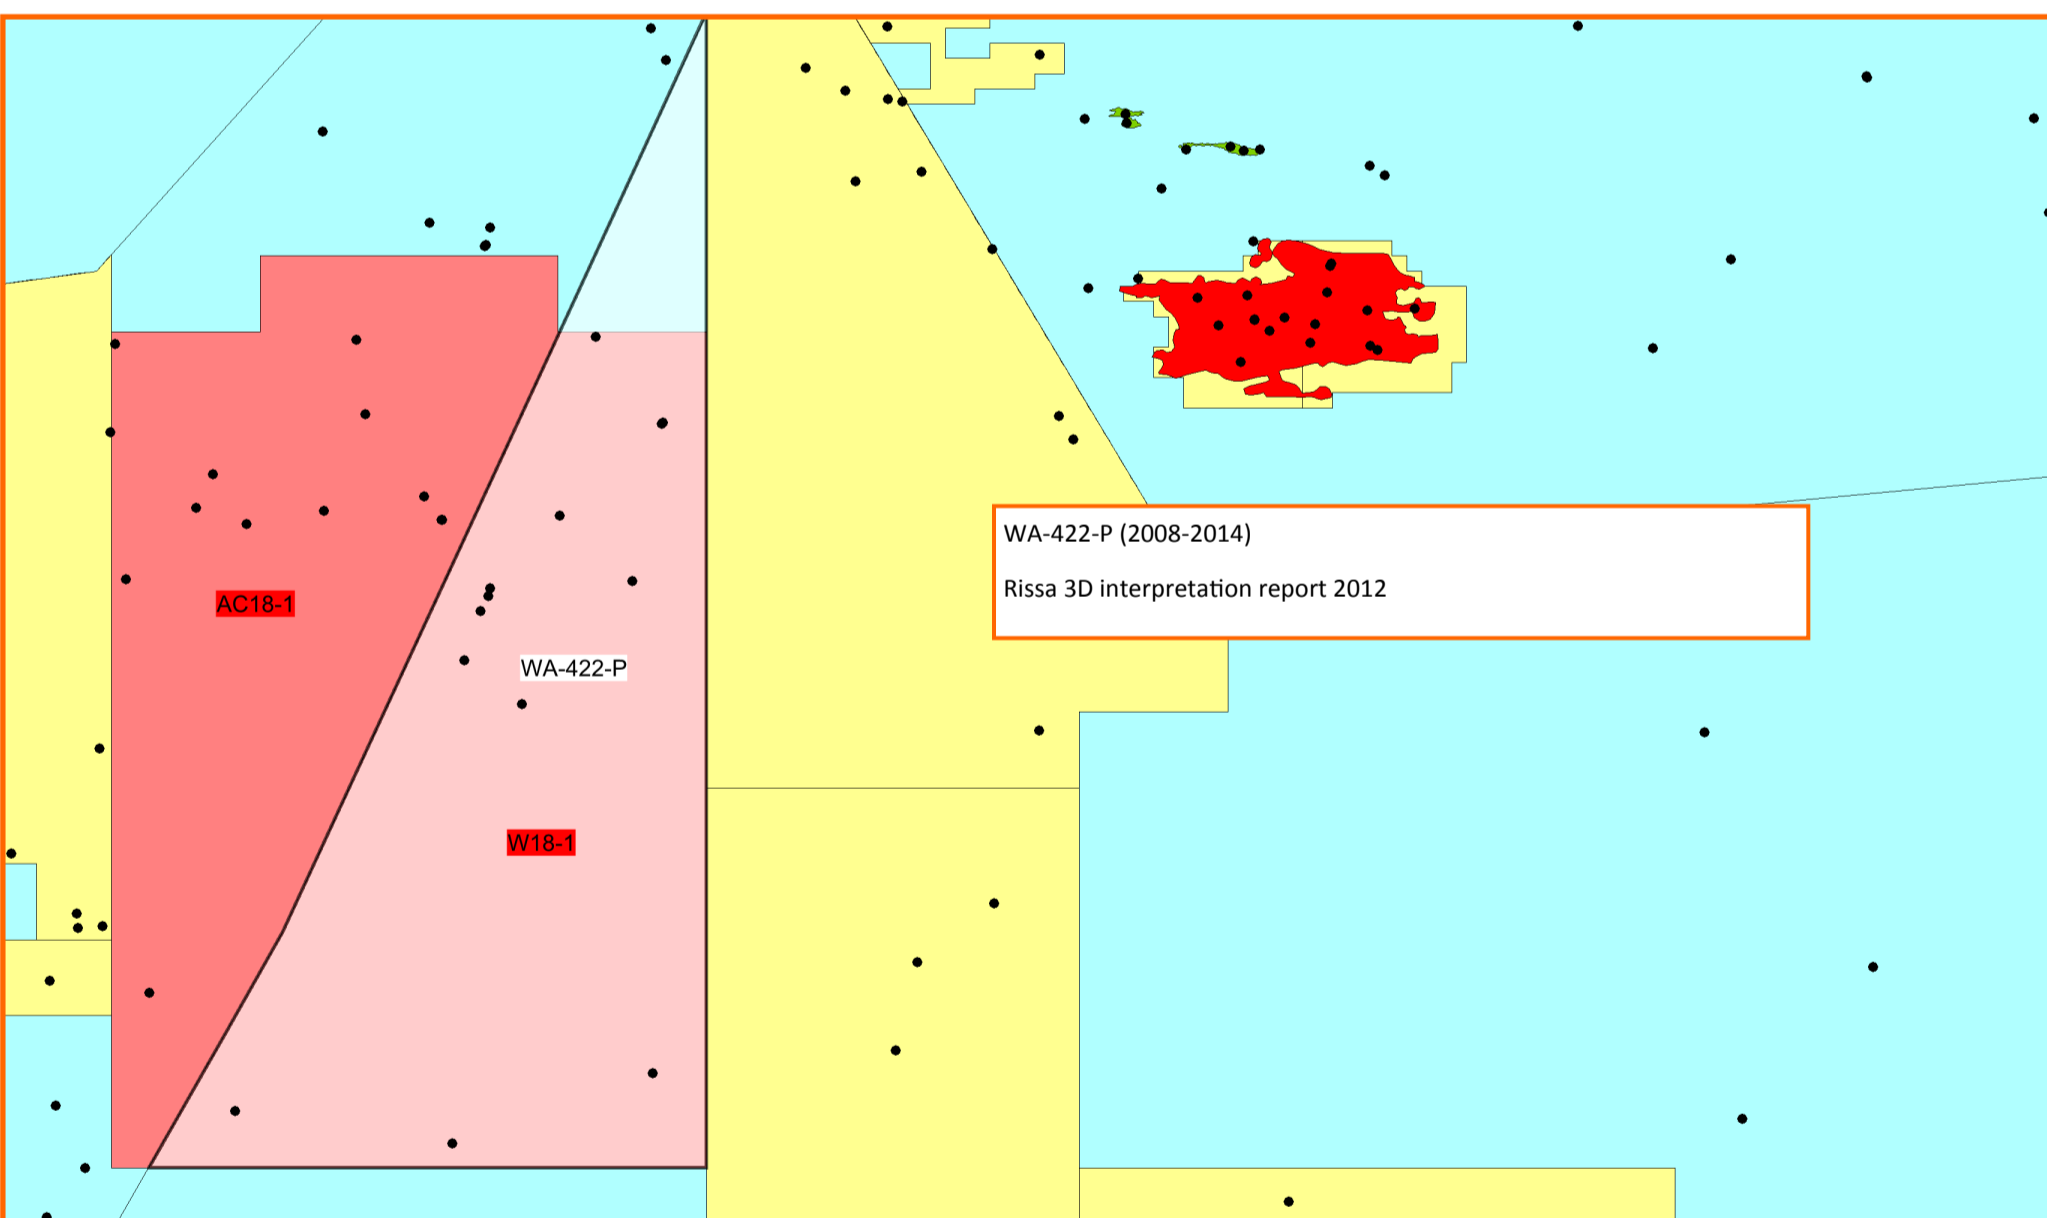 WA-422-P (2008-2014)
Rissa 3D interpretation report 2012
AC18-1
WA-422-P
W18-1